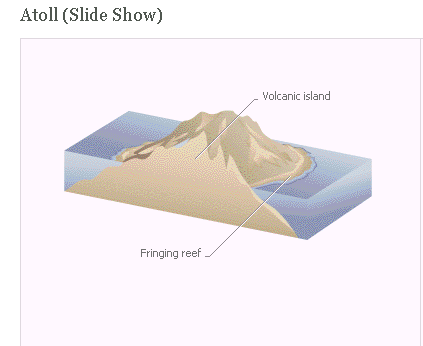 Atoll (Slide Show)
Volcanic island
Fringing reef